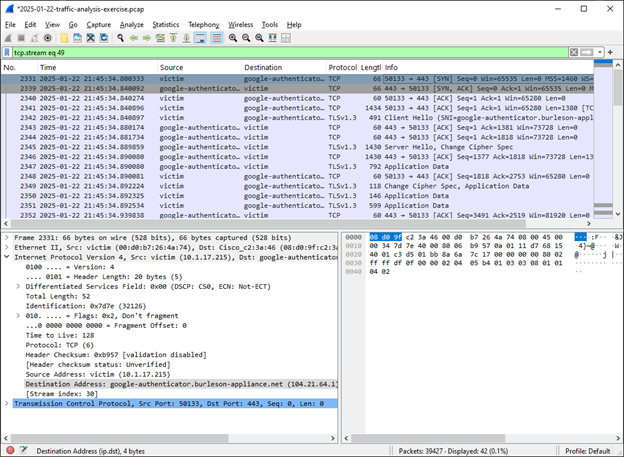 *2025-01-22-traffic-analysis-exercise.pcap
File Edit View Go Capture Analyze Statistics Telephony Wireless Tools Help
tcp.stream eq 49
No. Time Source Destination Protocol Lengtl Info
2331 2025-01-22 21:45:34.800333 victim google-authenticato… TCP 66 50133 → 443 [SYN] Seq=0 Win=65535 Len=0 MSS=1460 WS=
2339 2025-01-22 21:45:34.840092 victim google-authenticato… TCP 66 443 → 50133 [SYN, ACK] Seq=0 Ack=1 Win=65535 Len=0 M
2340 2025-01-22 21:45:34.840274 victim google-authenticato… TCP 60 50133 → 443 [ACK] Seq=1 Ack=1 Win=65280 Len=0
2341 2025-01-22 21:45:34.840896 victim google-authenticato… TCP 1434 50133 → 443 [ACK] Seq=1 Ack=1 Win=65280 Len=1380 [TC
2342 2025-01-22 21:45:34.840897 victim google-authenticato… TLSv1.3 491 Client Hello (SNI=google-authenticator.burleson-appl
2343 2025-01-22 21:45:34.880174 victim google-authenticato… TCP 60 443 → 50133 [ACK] Seq=1 Ack=1381 Win=73728 Len=0
2344 2025-01-22 21:45:34.881734 victim google-authenticato… TCP 60 443 → 50133 [ACK] Seq=1 Ack=1818 Win=73728 Len=0
2345 2025-01-22 21:45:34.889859 victim google-authenticato… TLSv1.3 1430 Server Hello, Change Cipher Spec
2346 2025-01-22 21:45:34.890080 victim google-authenticato… TCP 1430 443 → 50133 [ACK] Seq=1377 Ack=1818 Win=73728 Len=13
2347 2025-01-22 21:45:34.890080 victim google-authenticato… TLSv1.3 792 Application Data
2348 2025-01-22 21:45:34.890081 victim google-authenticato… TCP 60 50133 → 443 [ACK] Seq=1818 Ack=2753 Win=65280 Len=0
2349 2025-01-22 21:45:34.892224 victim google-authenticato… TLSv1.3 118 Change Cipher Spec, Application Data
2351 2025-01-22 21:45:34.892325 victim google-authenticato… TLSv1.3 146 Application Data
2351 2025-01-22 21:45:34.892325 victim google-authenticato… TLSv1.3 599 Application Data
2352 2025-01-22 21:45:34.939838 victim google-authenticato… TCP 60 443 → 50133 [ACK] Seq=3491 Ack=2519 Win=81920 Len=0
Frame 2331: 66 bytes on wire (528 bits), 66 bytes captured (528 bits)
Ethernet II, Src: victim (00:d0:b7:26:4a:74), Dst: Cisco_c2:3a:46 (08:d0:9f:c2:3a
Internet Protocol Version 4, Src: victim (10.1.17.215), Dst: google-authenticato
0100 .... = Version: 4
.... 0101 = Header Length: 20 bytes (5)
Differentiated Services Field: 0x00 (DSCP: CS0, ECN: Not-ECT)
Total Length: 52
Identification: 0x7d7e (32126)
010. .... = Flags: 0x2, Don't fragment
...0 0000 0000 0000 = Fragment Offset: 0
Time to Live: 128
Protocol: TCP (6)
Header Checksum: 0xb957 [validation disabled]
[Header checksum status: Unverified]
Source Address: victim (10.1.17.215)
Destination Address: google-authenticator.burleson-appliance.net (104.21.64.1)
[Stream index: 30]
Transmission Control Protocol, Src Port: 50133, Dst Port: 443, Seq: 0, Len: 0
0000 08 d0 9f c2 3a 46 00 d0 b7 26 4a 74 08 00 45 00
0010 00 34 7d 7e 40 00 80 06 b9 57 0a 01 11 d7 68 15
0020 40 01 c3 d5 01 bb 8a 6a 7c 17 00 00 00 00 80 02
0030 ff ff df 0f 00 00 02 04 05 b4 01 03 03 08 01 01
0040 04 02
Destination Address (ip.dst), 4 bytes
Packets: 39427 · Displayed: 42 (0.1%)
Profile: Default